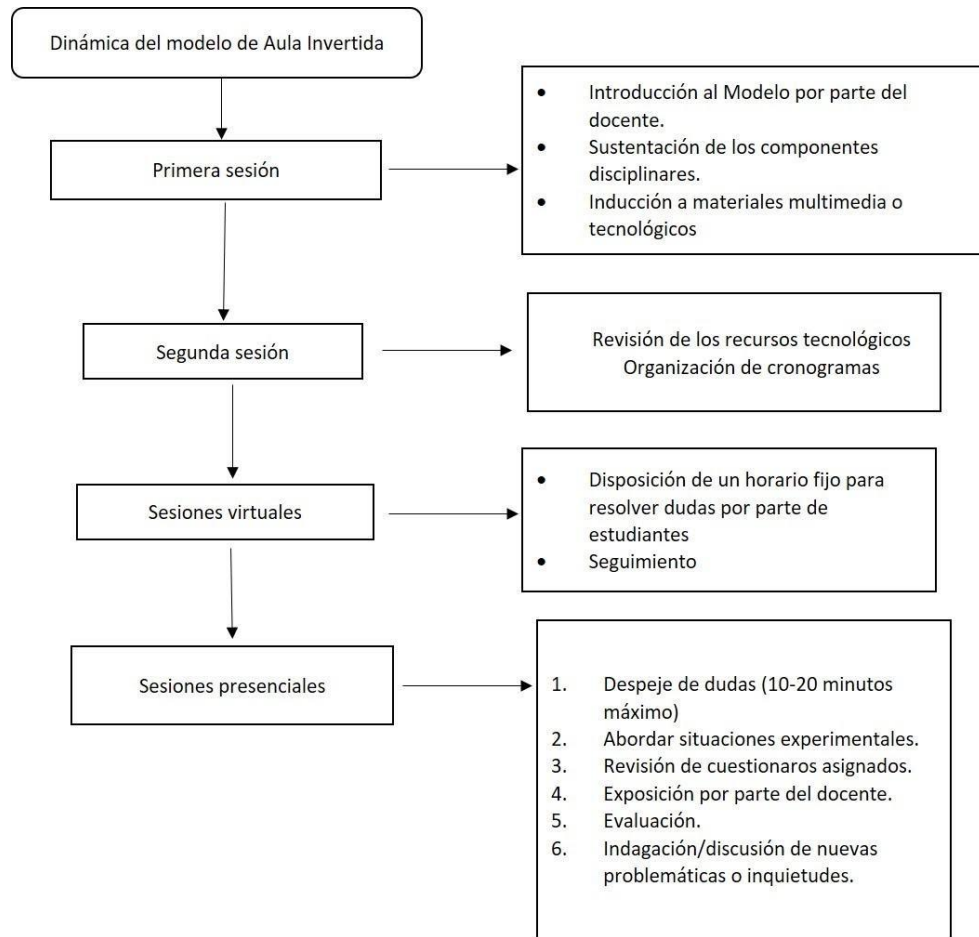 Dinámica del modelo de Aula Invertida
Primera sesión
• Introducción al Modelo por parte del
docente.
• Sustentación de los componentes
disciplinares.
• Inducción a materiales multimedia o
tecnológicos
Segunda sesión
Revisión de los recursos tecnológicos
Organización de cronogramas
Sesiones virtuales
• Disposición de un horario fijo para
resolver dudas por parte de
estudiantes
• Seguimiento
Sesiones presenciales
1. Despeje de dudas (10-20 minutos
máximo)
2. Abordar situaciones experimentales.
3. Revisión de cuestionaros asignados.
4. Exposición por parte del docente.
5. Evaluación.
6. Indagación/discusión de nuevas
problemáticas o inquietudes.